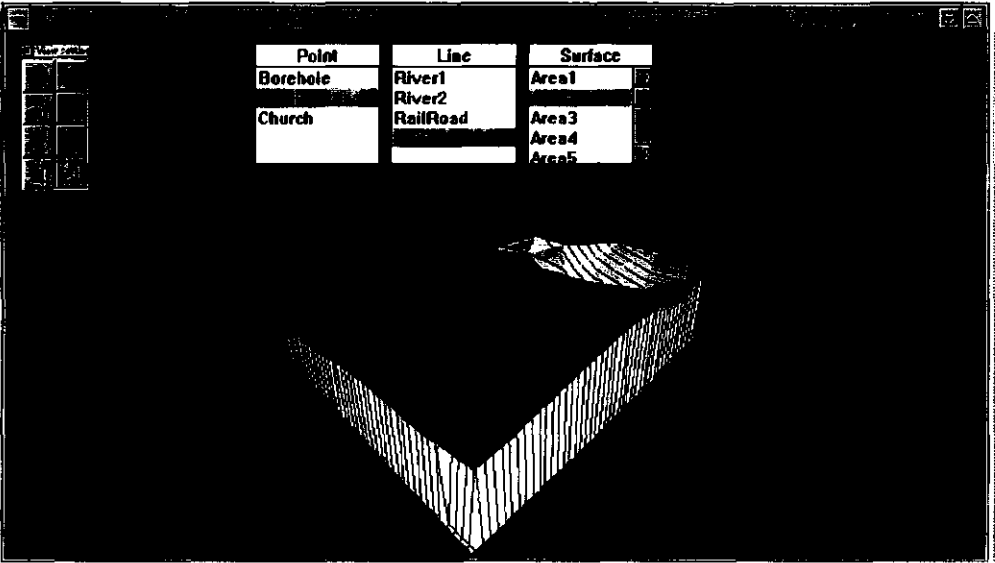 Point
Borehole
Church
Line
River1
River2
RailRoad
Surface
Area1
Area3
Area4
Area5